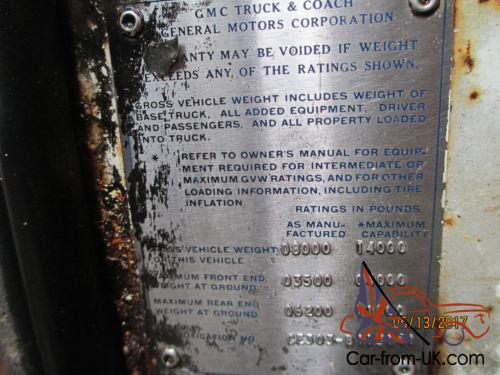 GMC TRUCK & COACH
GENERAL MOTORS CORPORATION
MAY BE VOIDED IF WEIGHT
EXCEEDS ANY OF THE RATINGS SHOWN.
GROSS VEHICLE WEIGHT INCLUDES WEIGHT OF
BASE TRUCK, ALL ADDED EQUIPMENT, DRIVER
AND PASSENGERS, AND ALL PROPERTY LOADED
INTO TRUCK.
* REFER TO OWNER'S MANUAL FOR EQUIP-
MENT REQUIRED FOR INTERMEDIATE OR
MAXIMUM GVW RATINGS, AND FOR OTHER
LOADING INFORMATION, INCLUDING TIRE
INFLATION.
RATINGS IN POUNDS
AS MANU- *MAXIMUM
FACTURED CAPABILITY
GROSS VEHICLE WEIGHT 08000 14000
FOR THIS VEHICLE
MAXIMUM FRONT END 03500
WEIGHT AT GROUND
MAXIMUM REAR END 06200
WEIGHT AT GROUND
05/13/2017
NO
Car-from-UK.com